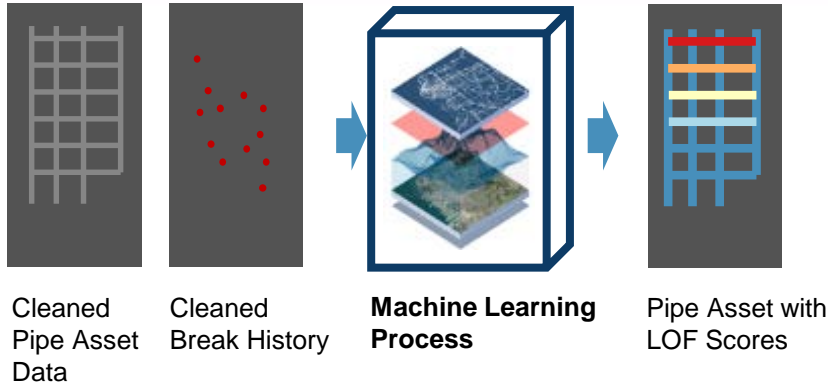 Cleaned
Pipe Asset
Data
Cleaned
Break History
Machine Learning
Process
Pipe Asset with
LOF Scores